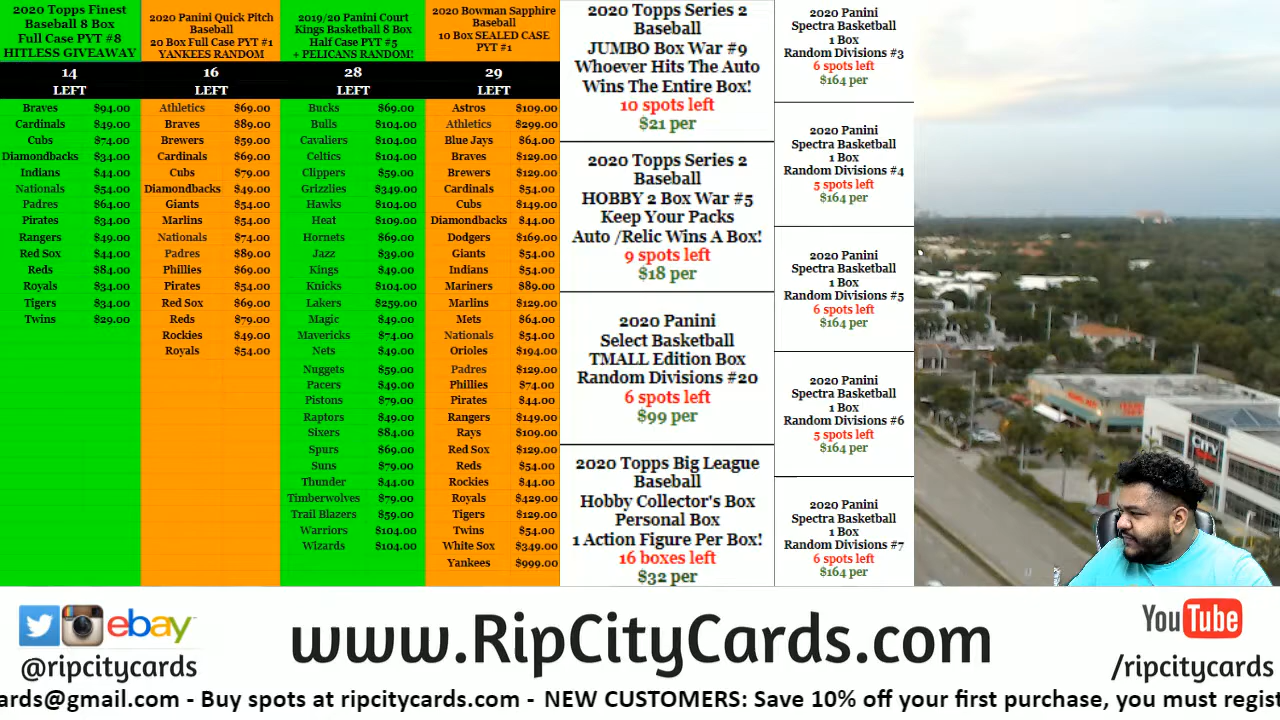 2020 Topps Finest
Baseball 8 Box
Full Case PYT #8
HITLESS GIVEAWAY
14
LEFT
Braves $94.00
Cardinals $49.00
Cubs $74.00
Diamondbacks $34.00
Indians $44.00
Nationals $54.00
Padres $64.00
Pirates $34.00
Rangers $49.00
Red Sox $44.00
Reds $84.00
Royals $34.00
Tigers $34.00
Twins $29.00
2020 Panini Quick Pitch
Baseball
20 Box Full Case PYT #1
YANKEES RANDOM
16
LEFT
Athletics $69.00
Braves $89.00
Brewers $59.00
Cardinals $69.00
Cubs $79.00
Diamondbacks $49.00
Giants $54.00
Marlins $54.00
Nationals $74.00
Padres $89.00
Phillies $69.00
Pirates $54.00
Red Sox $69.00
Reds $79.00
Rockies $49.00
Royals $54.00
2019/20 Panini Court
Kings Basketball 8 Box
Half Case PYT #5
+ PELICANS RANDOM!
28
LEFT
Bucks $69.00
Bulls $104.00
Cavaliers $104.00
Celtics $104.00
Clippers $59.00
Grizzlies $349.00
Hawks $104.00
Heat $109.00
Hornets $69.00
Jazz $39.00
Kings $49.00
Knicks $104.00
Lakers $259.00
Magic $49.00
Mavericks $74.00
Nets $49.00
Nuggets $59.00
Pacers $49.00
Pistons $79.00
Raptors $49.00
Sixers $84.00
Spurs $69.00
Suns $79.00
Thunder $44.00
Timberwolves $79.00
Trail Blazers $59.00
Warriors $104.00
Wizards $104.00
2020 Bowman Sapphire
Baseball
10 Box SEALED CASE
PYT #1
29
LEFT
Astros $109.00
Athletics $299.00
Blue Jays $64.00
Braves $129.00
Brewers $129.00
Cardinals $54.00
Cubs $149.00
Diamondbacks $44.00
Dodgers $169.00
Giants $54.00
Indians $54.00
Mariners $89.00
Marlins $129.00
Mets $64.00
Nationals $54.00
Orioles $194.00
Padres $129.00
Phillies $74.00
Pirates $44.00
Rangers $149.00
Rays $109.00
Red Sox $129.00
Reds $54.00
Rockies $44.00
Royals $429.00
Tigers $129.00
Twins $54.00
White Sox $349.00
Yankees $999.00
2020 Topps Series 2
Baseball
JUMBO Box War #9
Whoever Hits The Auto
Wins The Entire Box!
10 spots left
$21 per
2020 Topps Series 2
Baseball
HOBBY 2 Box War #5
Keep Your Packs
Auto /Relic Wins A Box!
9 spots left
$18 per
2020 Panini
Select Basketball
TMALL Edition Box
Random Divisions #20
6 spots left
$99 per
2020 Topps Big League
Baseball
Hobby Collector's Box
Personal Box
1 Action Figure Per Box!
16 boxes left
$32 per
2020 Panini
Spectra Basketball
1 Box
Random Divisions #3
6 spots left
$164 per
2020 Panini
Spectra Basketball
1 Box
Random Divisions #4
5 spots left
$164 per
2020 Panini
Spectra Basketball
1 Box
Random Divisions #5
6 spots left
$164 per
2020 Panini
Spectra Basketball
1 Box
Random Divisions #6
5 spots left
$164 per
2020 Panini
Spectra Basketball
1 Box
Random Divisions #7
6 spots left
$164 per
CITY
ebay
@ripcitycards
www.RipCityCards.com
YouTube
/ripcitycards
ards@gmail.com - Buy spots at ripcitycards.com - NEW CUSTOMERS: Save 10% off your first purchase, you must regist